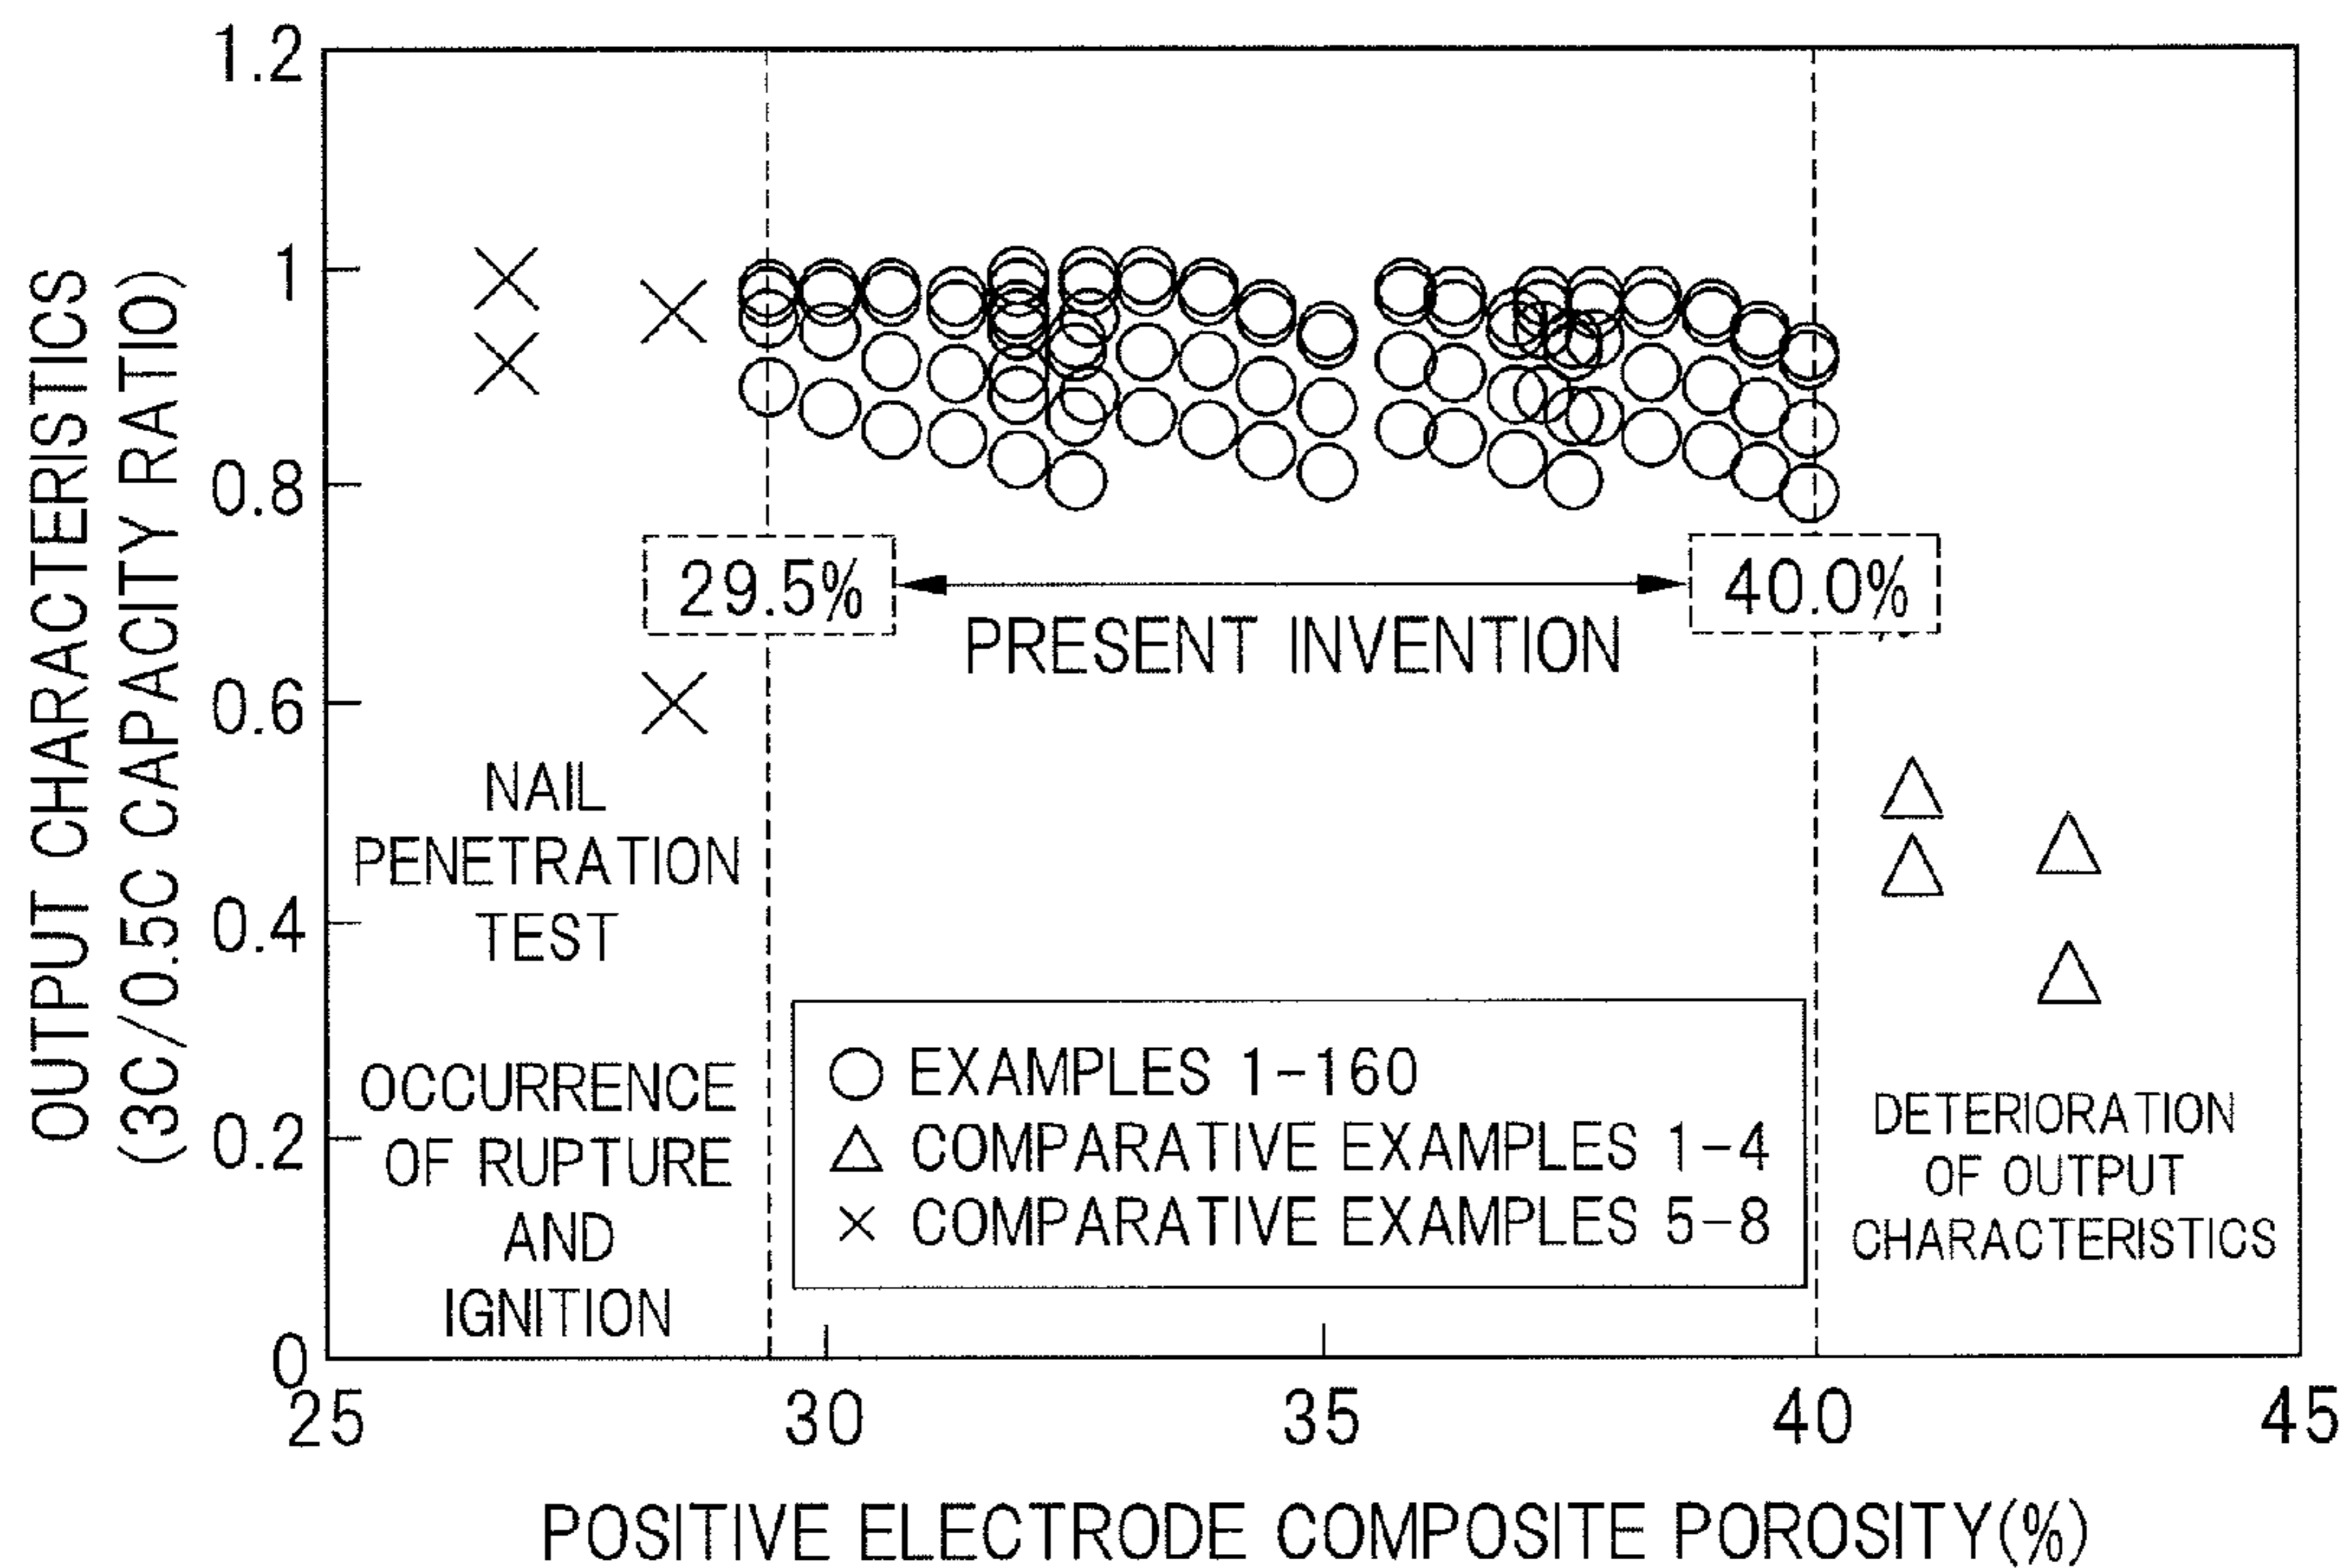 OUTPUT CHARACTERISTICS
(3C/0.5C CAPACITY RATIO)
1.2
1
0.8
0.6
0.4
0.2
0
29.5%
40.0%
PRESENT INVENTION
NAIL
PENETRATION
TEST
OCCURRENCE
OF RUPTURE
AND
IGNITION
○ EXAMPLES 1-160
△ COMPARATIVE EXAMPLES 1-4
× COMPARATIVE EXAMPLES 5-8
DETERIORATION
OF OUTPUT
CHARACTERISTICS
25 30 35 40 45
POSITIVE ELECTRODE COMPOSITE POROSITY(%)